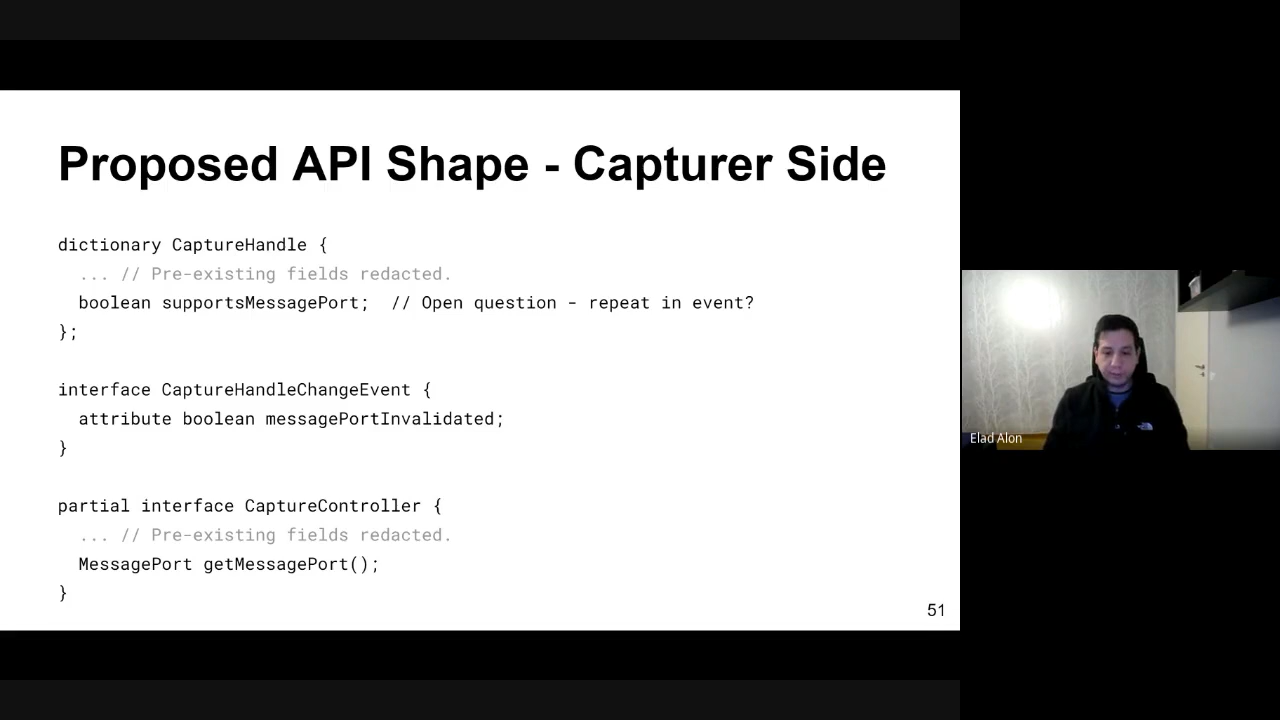 Proposed API Shape - Capturer Side
dictionary CaptureHandle {
... // Pre-existing fields redacted.
boolean supportsMessagePort; // Open question - repeat in event?
};
interface CaptureHandleChangeEvent {
attribute boolean messagePortInvalidated;
}
partial interface CaptureController {
... // Pre-existing fields redacted.
MessagePort getMessagePort();
}
51
Elad Alon